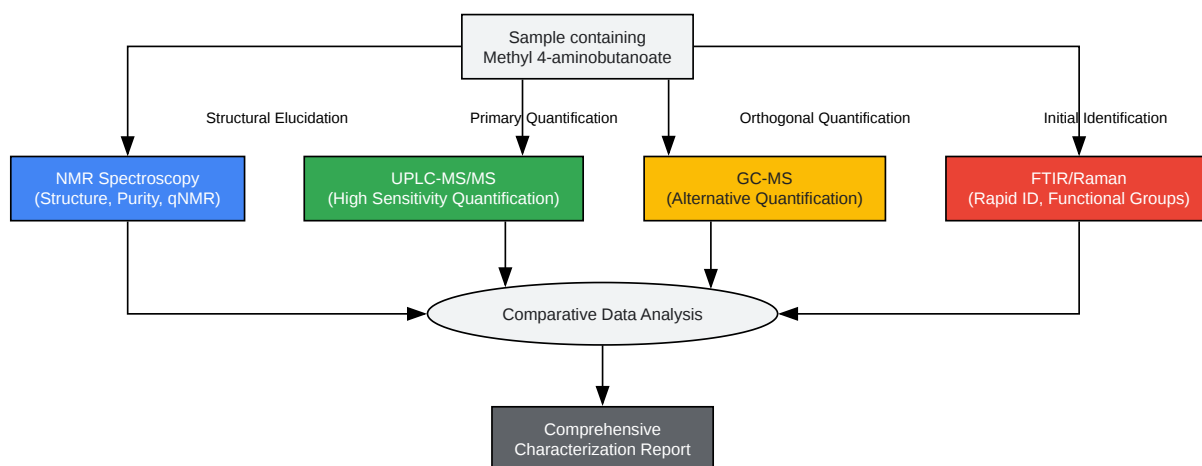 Sample containing
Methyl 4-aminobutanoate
Structural Elucidation
Primary Quantification
Orthogonal Quantification
Initial Identification
NMR Spectroscopy
(Structure, Purity, qNMR)
UPLC-MS/MS
(High Sensitivity Quantification)
GC-MS
(Alternative Quantification)
FTIR/Raman
(Rapid ID, Functional Groups)
Comparative Data Analysis
Comprehensive
Characterization Report